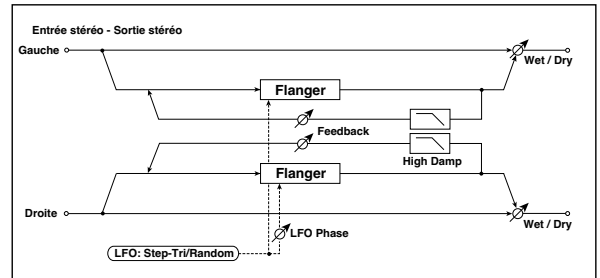 Entrée stéréo - Sortie stéréo
Gauche
Wet / Dry
Flanger
Feedback
High Damp
Flanger
Droite
Wet / Dry
LFO Phase
LFO: Step-Tri/Random